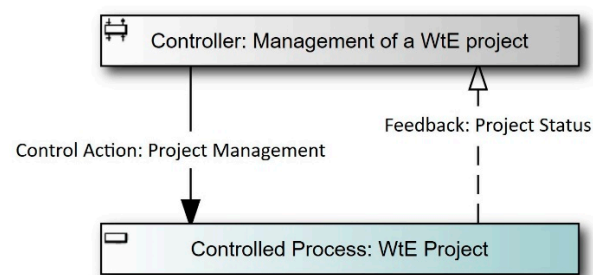 Controller: Management of a WtE project
Feedback: Project Status
Control Action: Project Management
Controlled Process: WtE Project